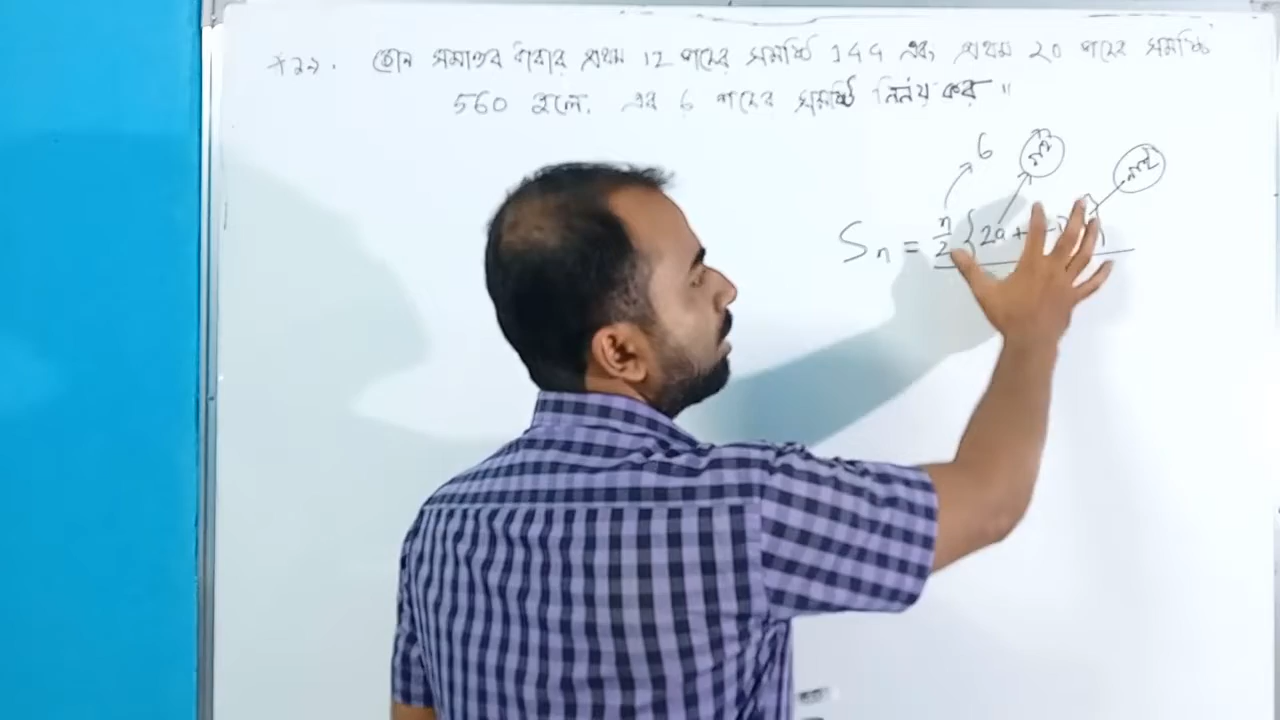 * ১৯. কোন সমান্তর ধারার প্রথম 12 পদের সমষ্টি 144 এবং প্রথম 20 পদের সমষ্টি
560 হলে, এর 6 পদের সমষ্টি নির্ণয় কর ॥
6
নাই
Sn = n/2 {2a +